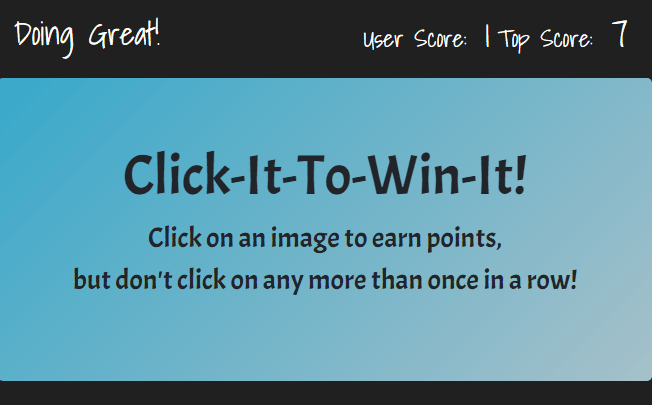 Doing Great! User Score: 1 Top Score: 7
Click-It-To-Win-It!
Click on an image to earn points,
but don't click on any more than once in a row!